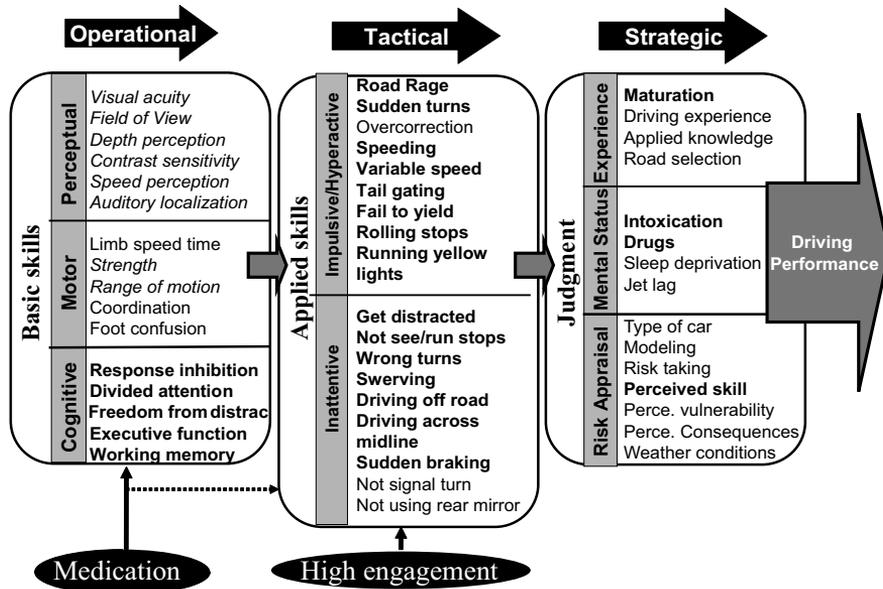 Operational
Tactical
Strategic
Basic skills
Perceptual
Visual acuity
Field of View
Depth perception
Contrast sensitivity
Speed perception
Auditory localization
Motor
Limb speed time
Strength
Range of motion
Coordination
Foot confusion
Cognitive
Response inhibition
Divided attention
Freedom from distrac
Executive function
Working memory
Applied skills
Impulsive/Hyperactive
Road Rage
Sudden turns
Overcorrection
Speeding
Variable speed
Tail gating
Fail to yield
Rolling stops
Running yellow
lights
Inattentive
Get distracted
Not see/run stops
Wrong turns
Swerving
Driving off road
Driving across
midline
Sudden braking
Not signal turn
Not using rear mirror
Judgment
Experience
Maturation
Driving experience
Applied knowledge
Road selection
Mental Status
Intoxication
Drugs
Sleep deprivation
Jet lag
Risk Appraisal
Type of car
Modeling
Risk taking
Perceived skill
Perce. vulnerability
Perce. Consequences
Weather conditions
Driving
Performance
Medication
High engagement